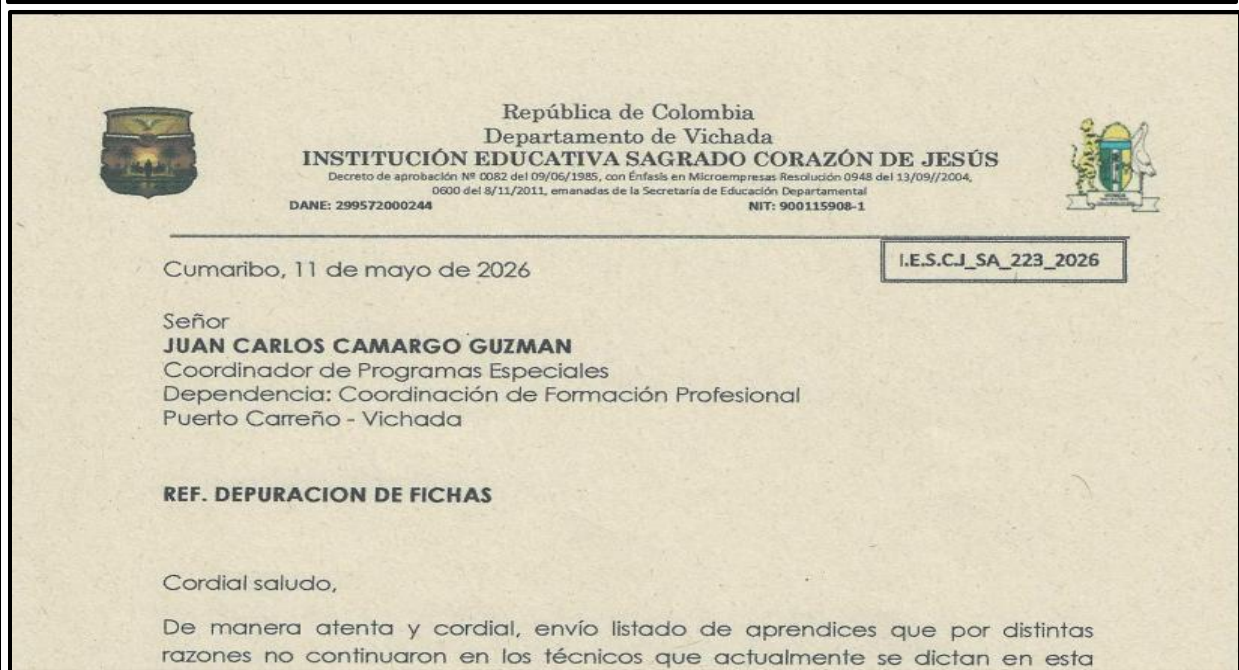 República de Colombia
Departamento de Vichada
INSTITUCIÓN EDUCATIVA SAGRADO CORAZÓN DE JESÚS
Decreto de aprobación Nº 0082 del 09/06/1985, con Énfasis en Microempresas Resolución 0948 del 13/09//2004,
0600 del 8/11/2011, emanadas de la Secretaría de Educación Departamental
DANE: 299572000244 NIT: 900115908-1
I.E.S.C.J_SA_223_2026
Cumaribo, 11 de mayo de 2026
Señor
JUAN CARLOS CAMARGO GUZMAN
Coordinador de Programas Especiales
Dependencia: Coordinación de Formación Profesional
Puerto Carreño - Vichada
REF. DEPURACION DE FICHAS
Cordial saludo,
De manera atenta y cordial, envío listado de aprendices que por distintas
razones no continuaron en los técnicos que actualmente se dictan en esta